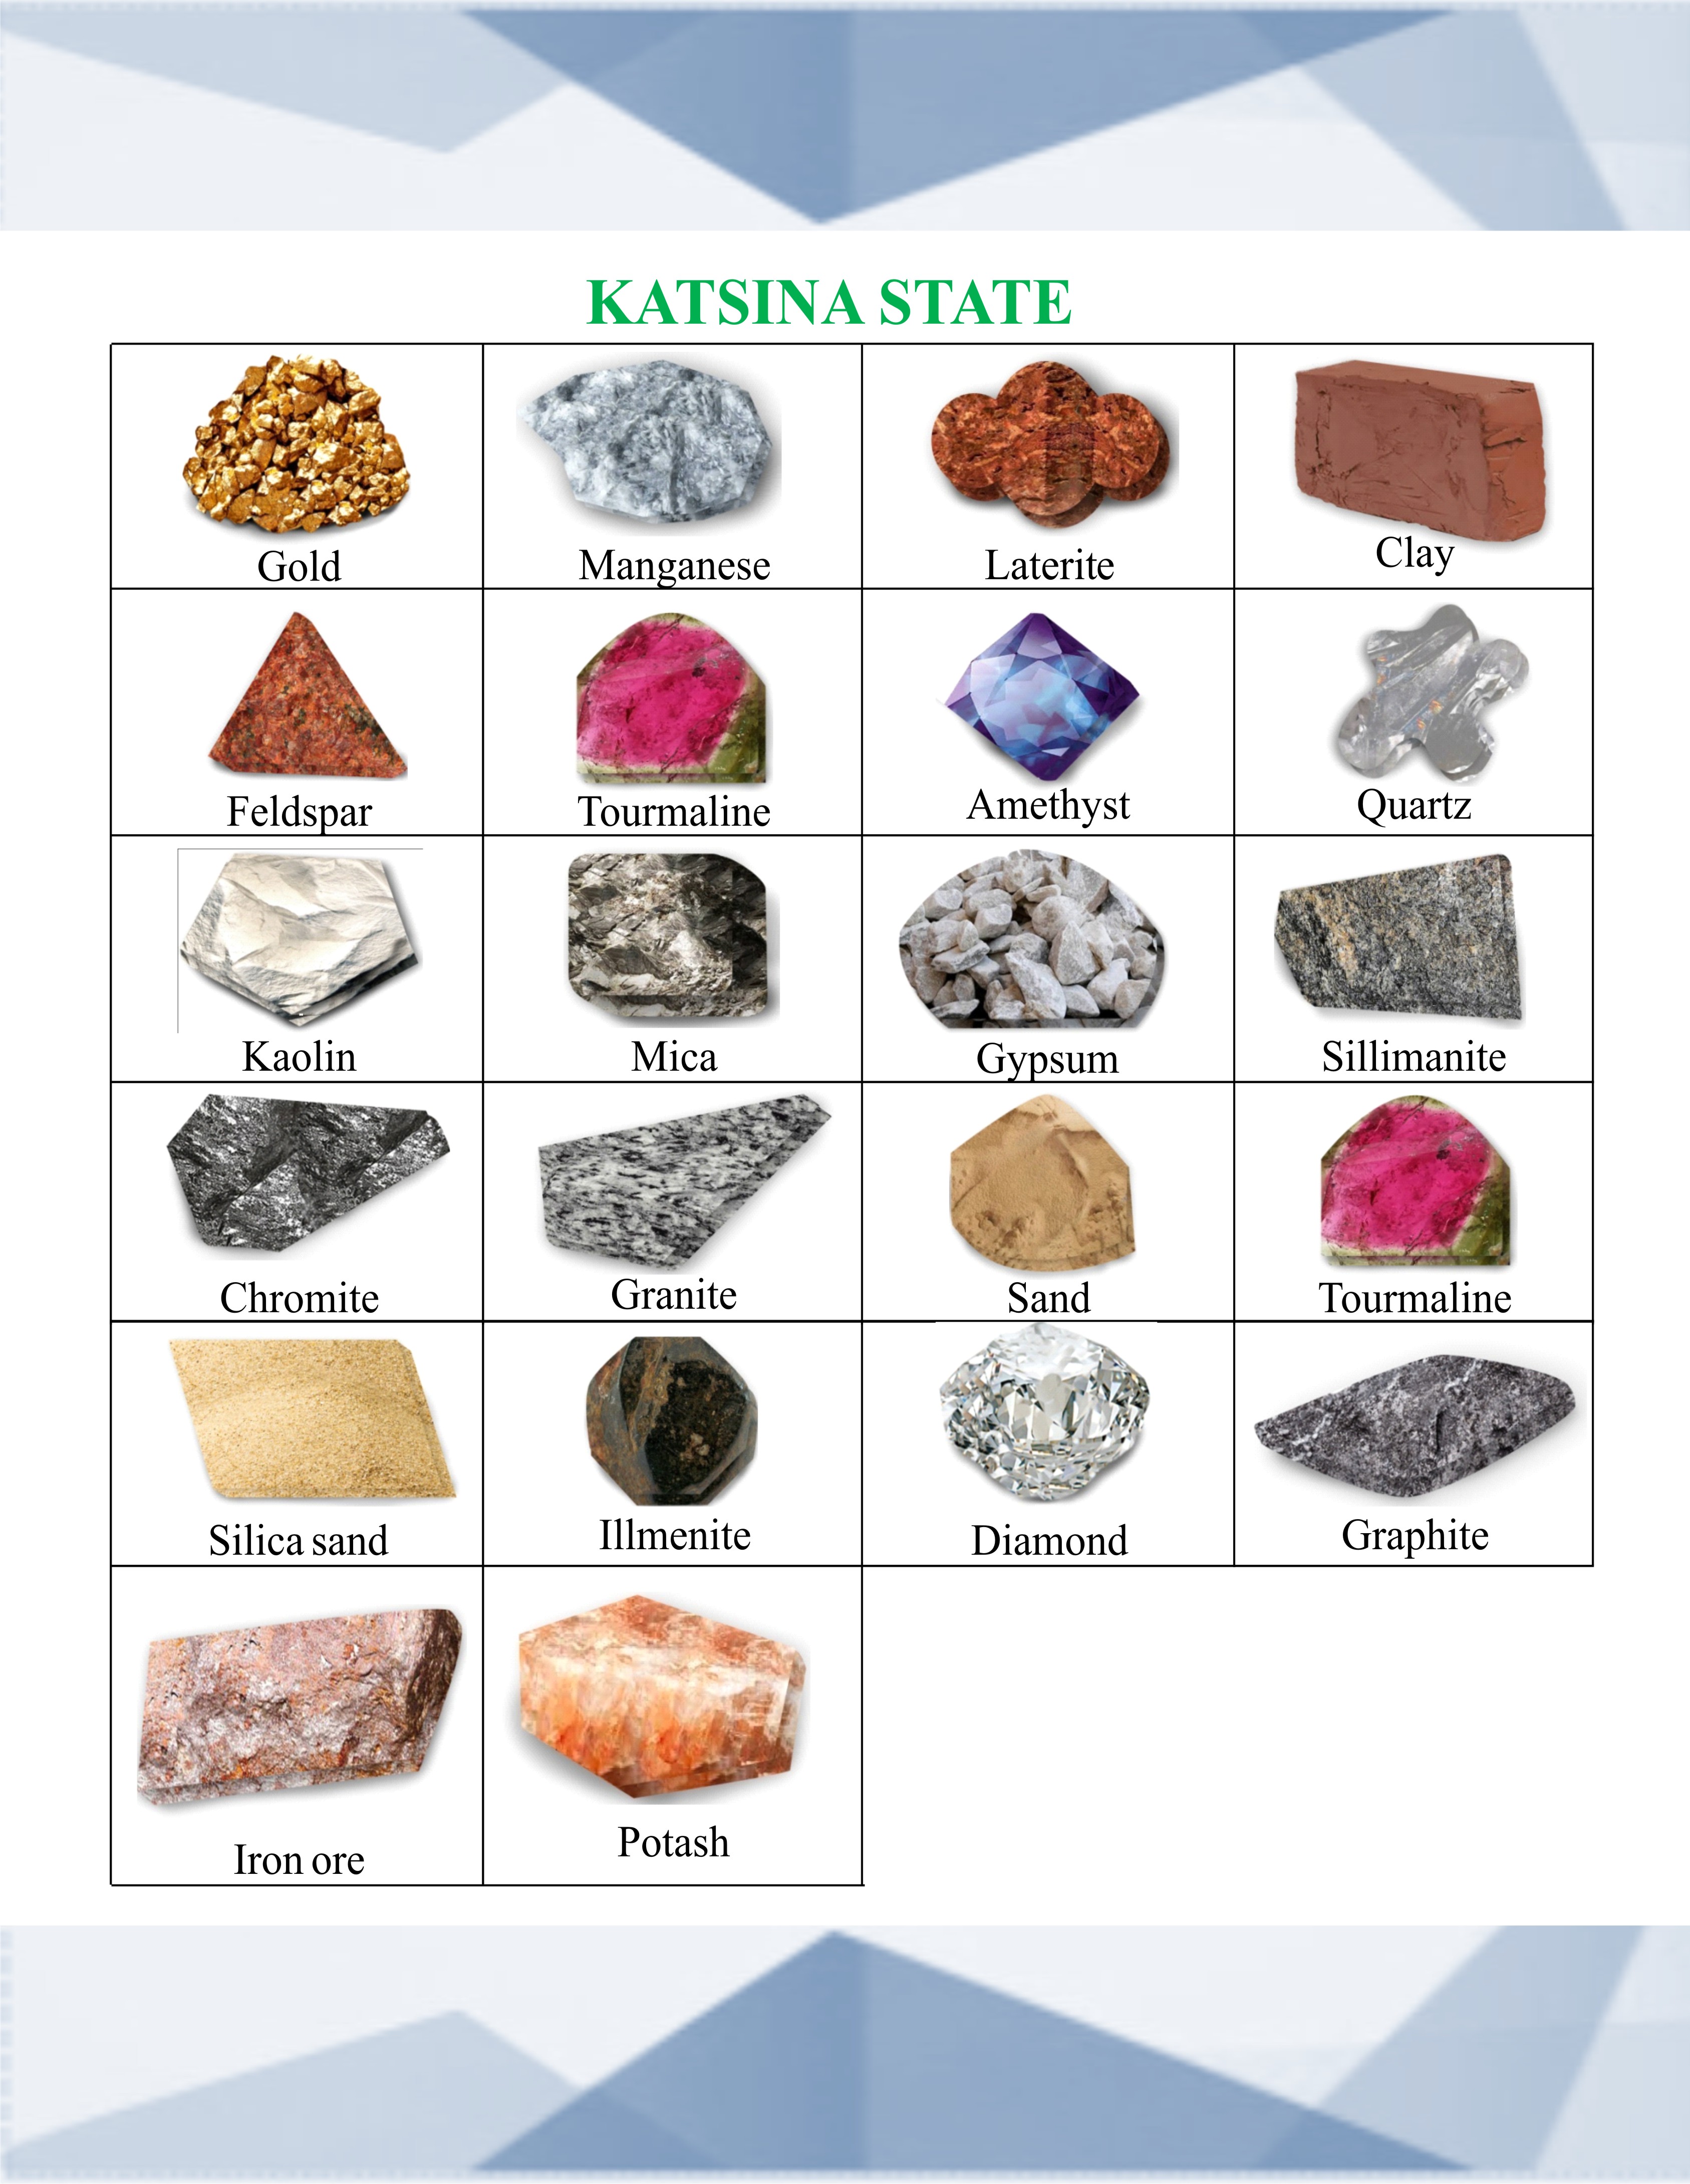 KATSINA STATE
Gold
Manganese
Laterite
Clay
Feldspar
Tourmaline
Amethyst
Quartz
Kaolin
Mica
Gypsum
Sillimanite
Chromite
Granite
Sand
Tourmaline
Silica sand
Illmenite
Diamond
Graphite
Iron ore
Potash